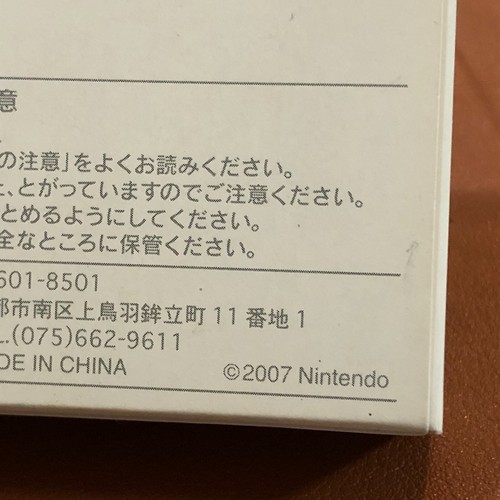 意
の注意」をよくお読みください。
、とがっていますのでご注意ください。
とめるようにしてください。
全なところに保管ください。
601-8501
都市南区上鳥羽鉾立町11番地1
L.(075)662-9611
DE IN CHINA
©2007 Nintendo